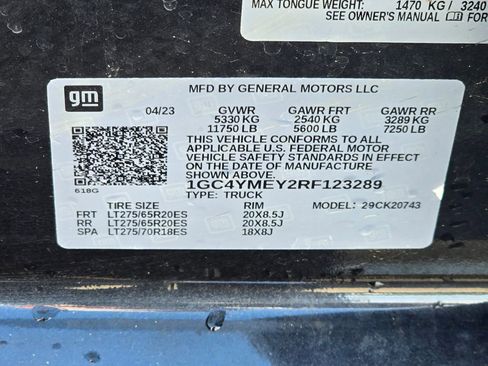 MAX TONGUE WEIGHT: 1470 KG/ 3240
SEE OWNER'S MANUAL FOR
gm
MFD BY GENERAL MOTORS LLC
04/23 GVWR GAWR FRT GAWR RR
5330 KG 2540 KG 3289 KG
11750 LB 5600 LB 7250 LB
THIS VEHICLE CONFORMS TO ALL
APPLICABLE U.S. FEDERAL MOTOR
VEHICLE SAFETY STANDARDS IN
EFFECT ON THE DATE OF MANUFACTURE
SHOWN ABOVE.
1GC4YMEY2RF123289
618G TYPE: TRUCK
TIRE SIZE RIM MODEL: 29CK20743
FRT LT275/65R20ES 20X8.5J
RR LT275/65R20ES 20X8.5J
SPA LT275/70R18ES 18X8J